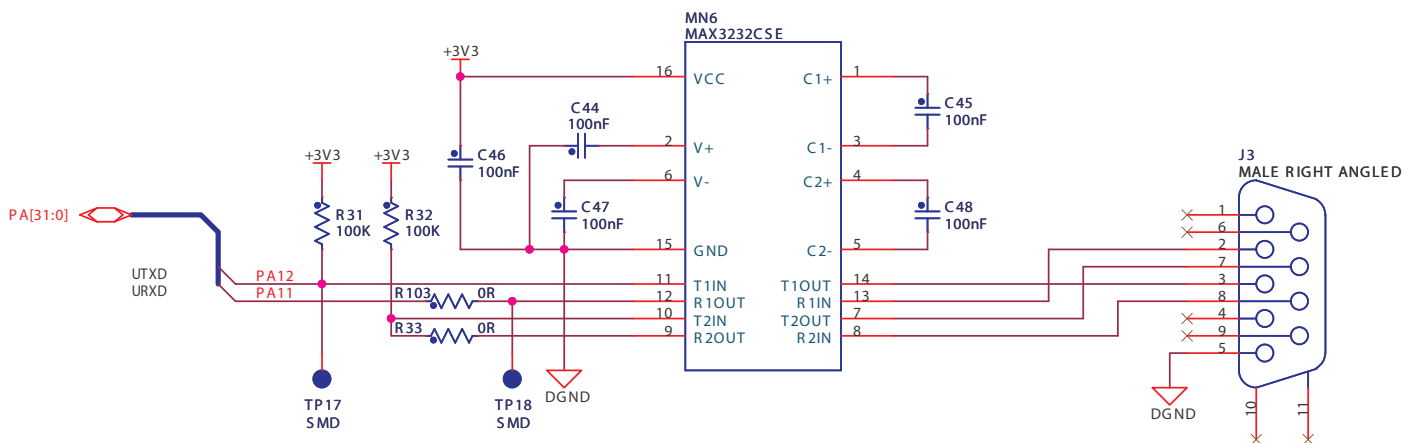 MN6
MAX3232CSE
+3V3
16 VCC C1+ 1
C44
100nF
C45
100nF
2 V+ C1- 3
+3V3 +3V3
C46
100nF
6 V- C2+ 4
J3
MALE RIGHT ANGLED
PA[31:0]
R31
100K
R32
100K
C47
100nF
C48
100nF
15 GND C2- 5
UTXD PA12
URXD PA11
11 T1IN T1OUT 14
R103 0R 12 R1OUT R1IN 13
10 T2IN T2OUT 7
R33 0R 9 R2OUT R2IN 8
1
6
2
7
3
8
4
9
5
TP17
SMD
TP18
SMD
DGND
DGND
10
11